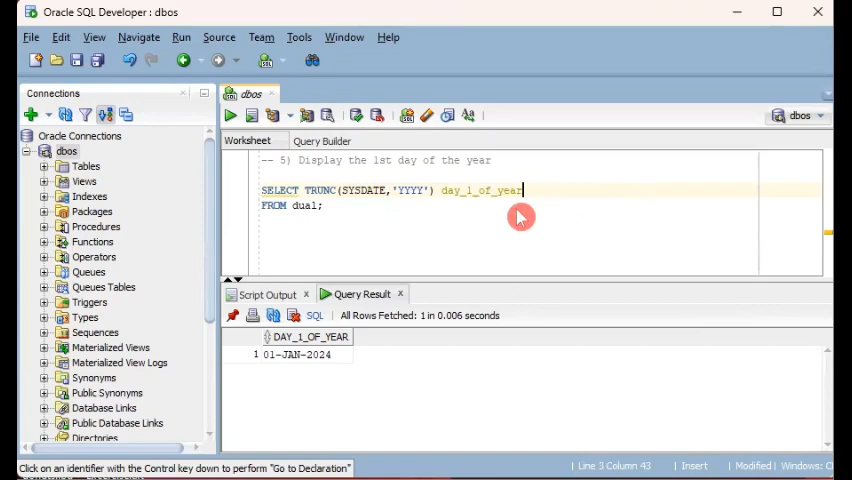 Oracle SQL Developer : dbos
File Edit View Navigate Run Source Team Tools Window Help
Connections
dbos
dbos
Worksheet Query Builder
Oracle Connections
dbos
Tables
Views
Indexes
Packages
Procedures
Functions
Operators
Queues
Queues Tables
Triggers
Types
Sequences
Materialized Views
Materialized View Logs
Synonyms
Public Synonyms
Database Links
Public Database Links
Directories
-- 5) Display the 1st day of the year
SELECT TRUNC(SYSDATE,'YYYY') day_1_of_year
FROM dual;
Script Output Query Result
SQL All Rows Fetched: 1 in 0.006 seconds
DAY_1_OF_YEAR
1 01-JAN-2024
Click on an identifier with the Control key down to perform "Go to Declaration"
Line 3 Column 43 Insert Modified Windows: C